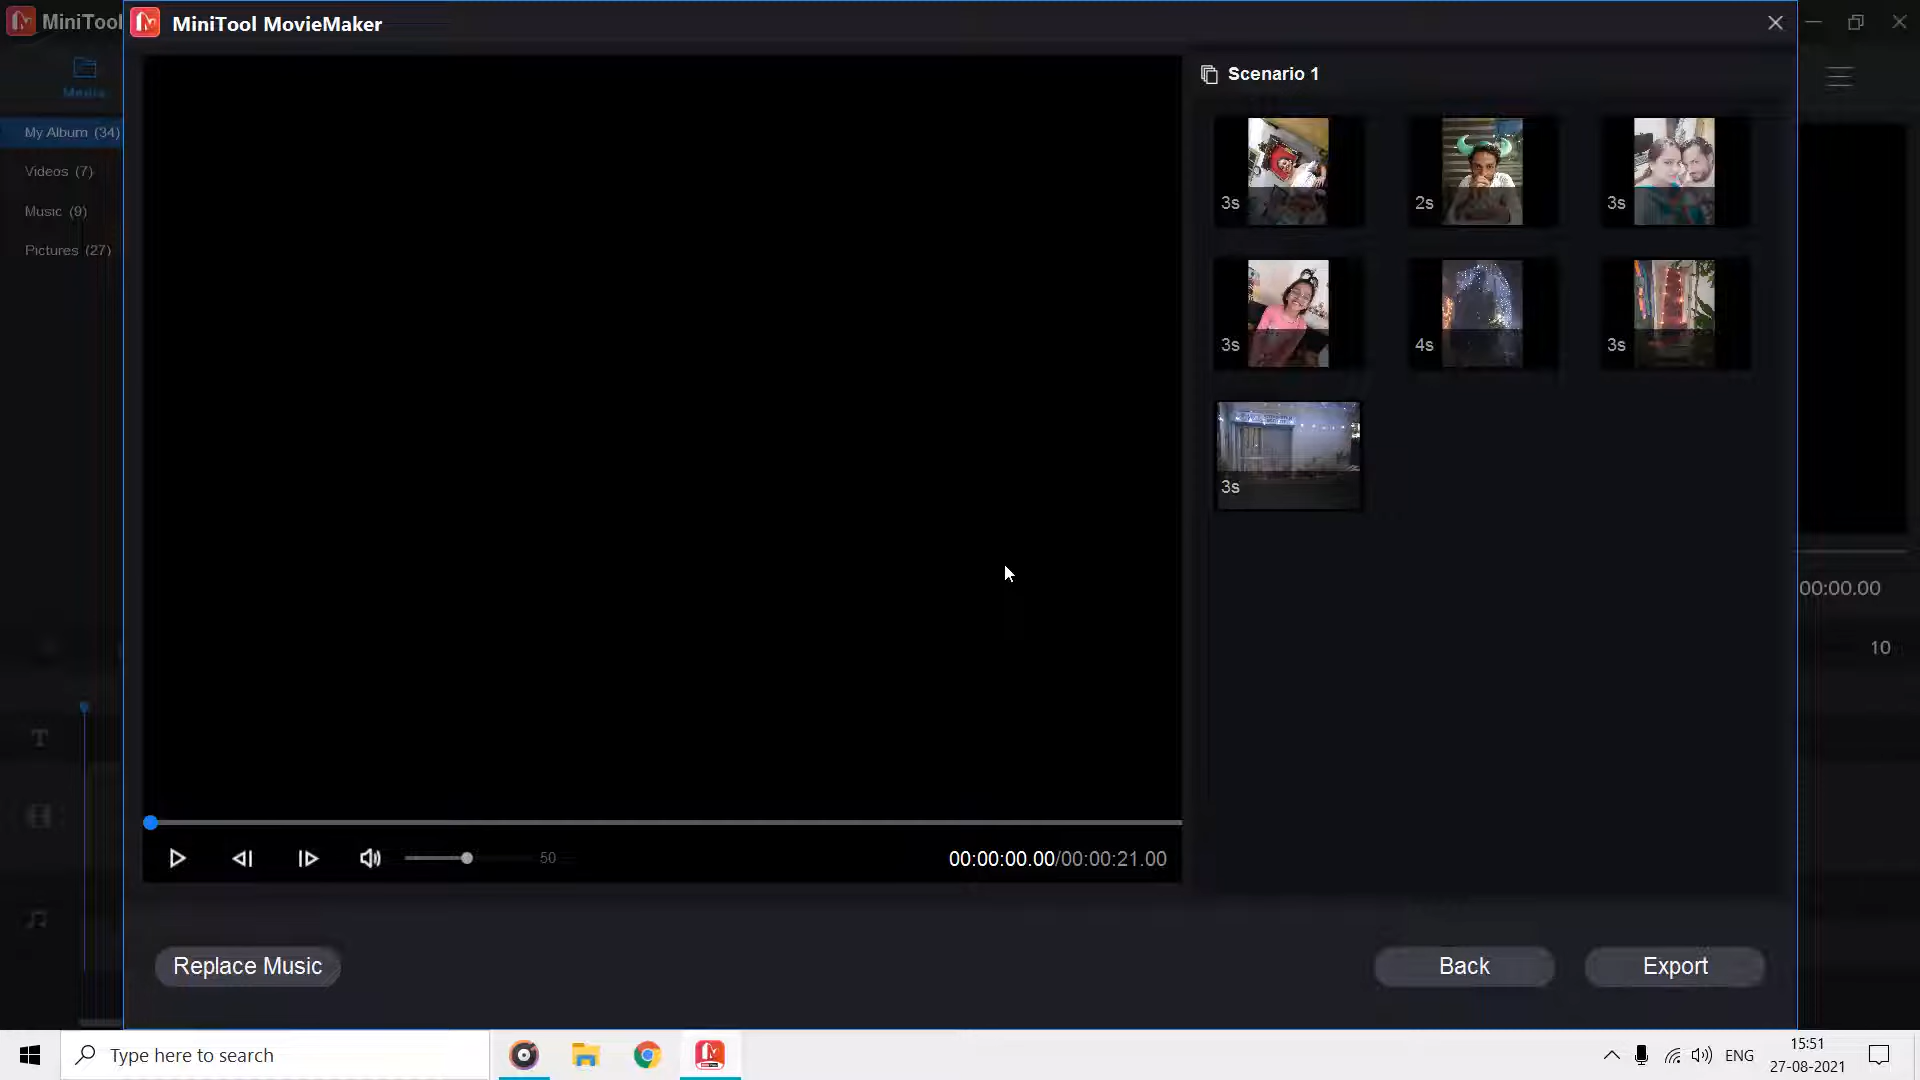 MiniTool
MiniTool MovieMaker
Media
My Album (34)
Videos (7)
Music (9)
Pictures (27)
Scenario 1
3s
2s
3s
3s
4s
3s
3s
00:00.00
10
T
50
00:00:00.00/00:00:21.00
Replace Music
Back
Export
Type here to search
ENG
15:51
27-08-2021